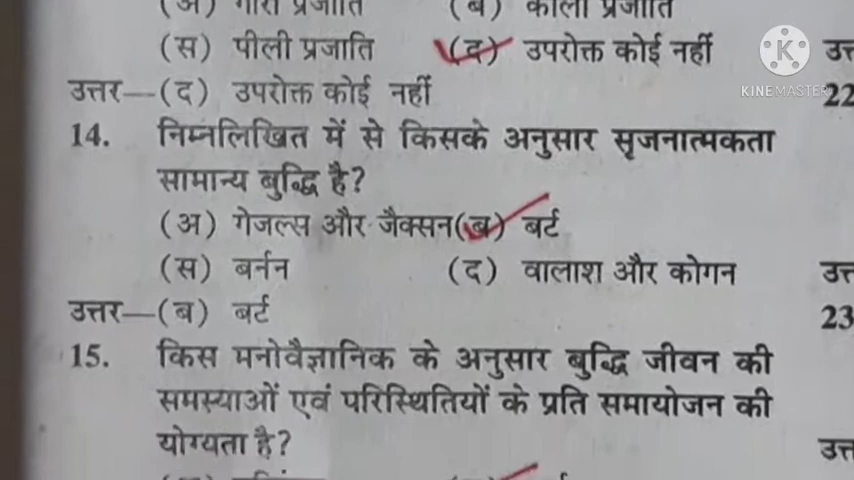 (अ) गोरी प्रजाति (ब) काली प्रजाति
(स) पीली प्रजाति (द) उपरोक्त कोई नहीं
उत्तर—(द) उपरोक्त कोई नहीं
14. निम्नलिखित में से किसके अनुसार सृजनात्मकता
सामान्य बुद्धि है?
(अ) गेजल्स और जैक्सन(ब) बर्ट
(स) बर्नन (द) वालाश और कोगन
उत्तर—(ब) बर्ट
15. किस मनोवैज्ञानिक के अनुसार बुद्धि जीवन की
समस्याओं एवं परिस्थितियों के प्रति समायोजन की
योग्यता है?
KINEMASTER
22
23